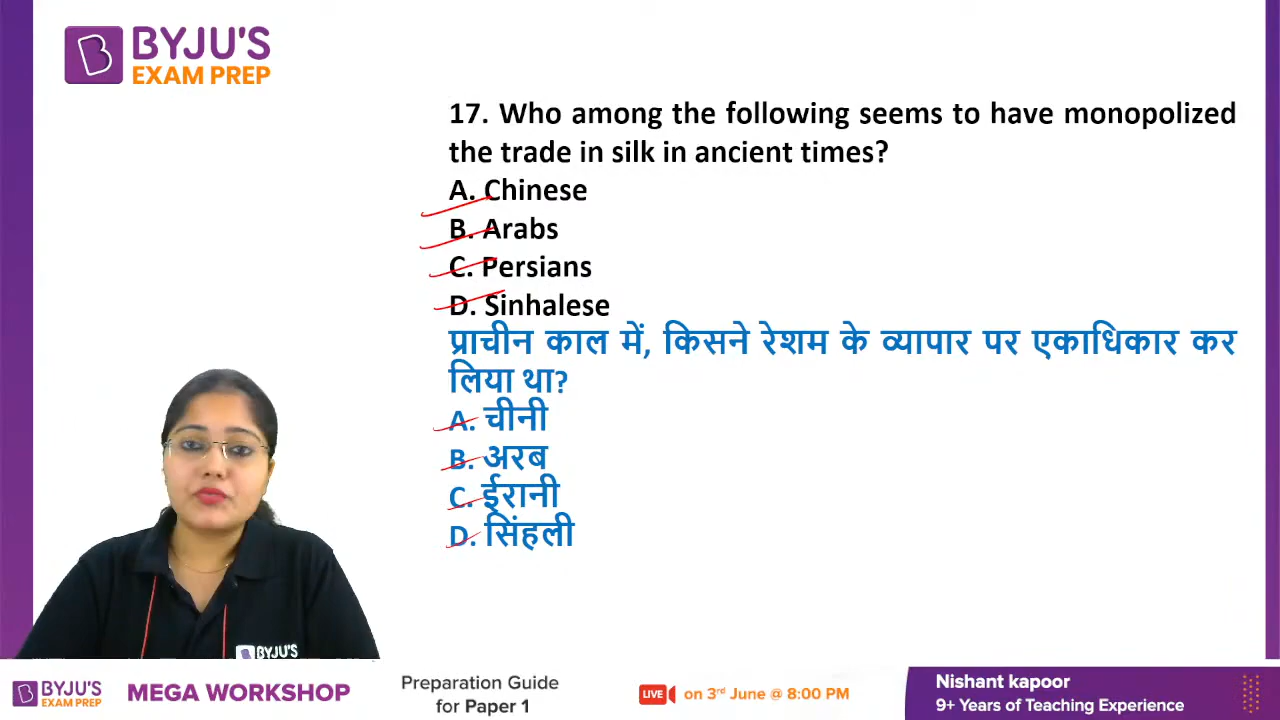 BYJU'S
EXAM PREP
17. Who among the following seems to have monopolized
the trade in silk in ancient times?
A. Chinese
B. Arabs
C. Persians
D. Sinhalese
प्राचीन काल में, किसने रेशम के व्यापार पर एकाधिकार कर
लिया था?
A. चीनी
B. अरब
C. ईरानी
D. सिंहली
BYJU'S
BYJU'S
EXAM PREP
MEGA WORKSHOP
Preparation Guide
for Paper 1
LIVE on 3rd June @ 8:00 PM
Nishant kapoor
9+ Years of Teaching Experience